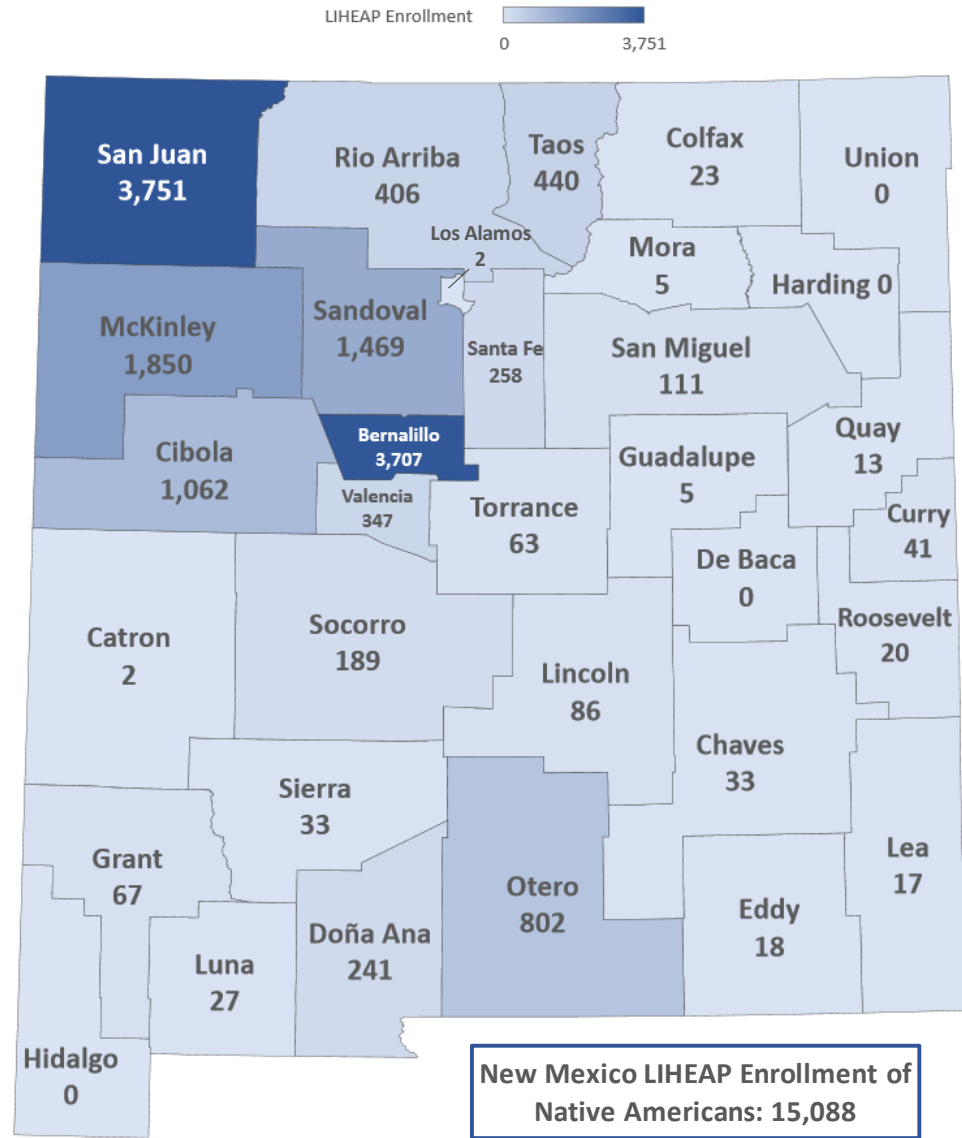 LIHEAP Enrollment
0
3,751
San Juan
3,751
Rio Arriba
406
Taos
440
Colfax
23
Union
0
Los Alamos
2
Mora
5
Harding 0
McKinley
1,850
Sandoval
1,469
Santa Fe
258
San Miguel
111
Bernalillo
3,707
Cibola
1,062
Valencia
347
Torrance
63
Guadalupe
5
Quay
13
Curry
41
De Baca
0
Roosevelt
20
Catron
2
Socorro
189
Lincoln
86
Chaves
33
Sierra
33
Grant
67
Otero
802
Lea
17
Eddy
18
Doña Ana
241
Luna
27
Hidalgo
0
New Mexico LIHEAP Enrollment of
Native Americans: 15,088